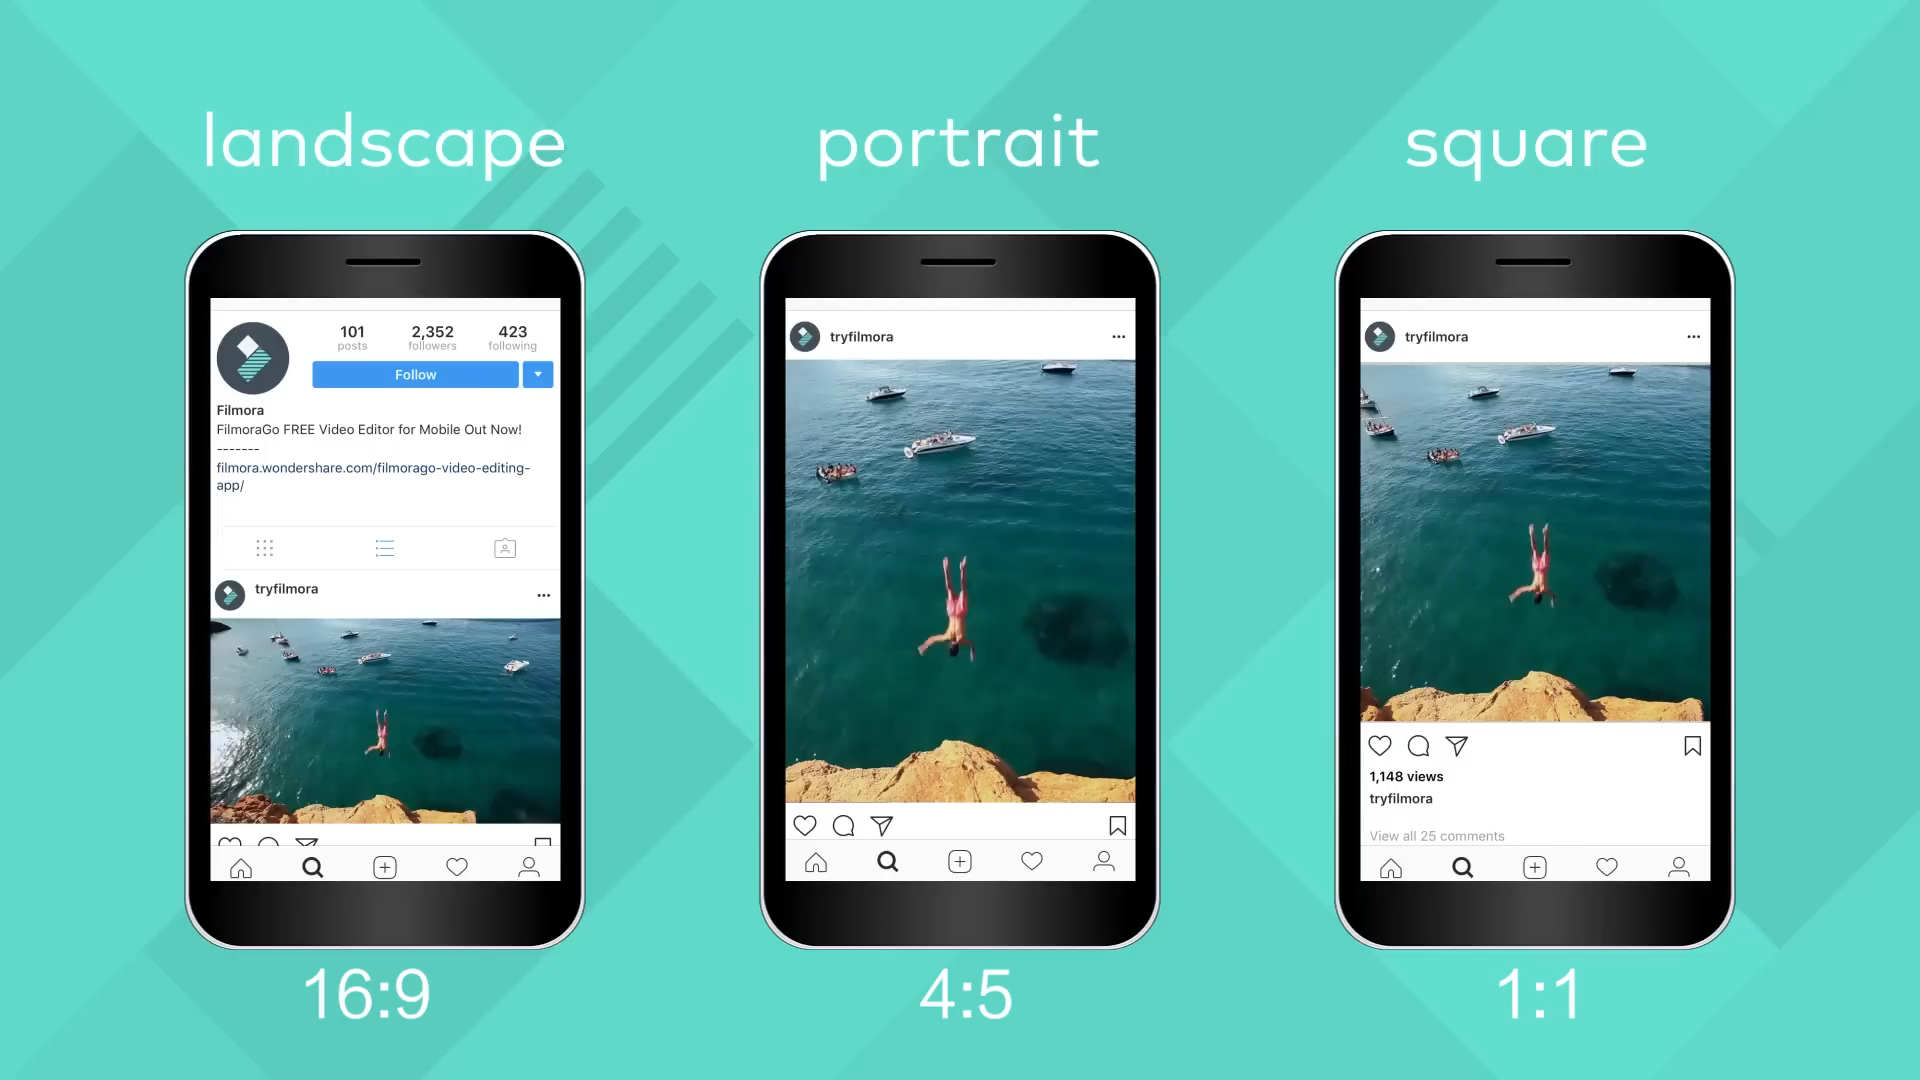 landscape
portrait
square
101
posts
2,352
followers
423
following
Follow
Filmora
FilmoraGo FREE Video Editor for Mobile Out Now!
-------
filmora.wondershare.com/filmorago-video-editing-
app/
tryfilmora
tryfilmora
tryfilmora
1,148 views
tryfilmora
View all 25 comments
16:9
4:5
1:1